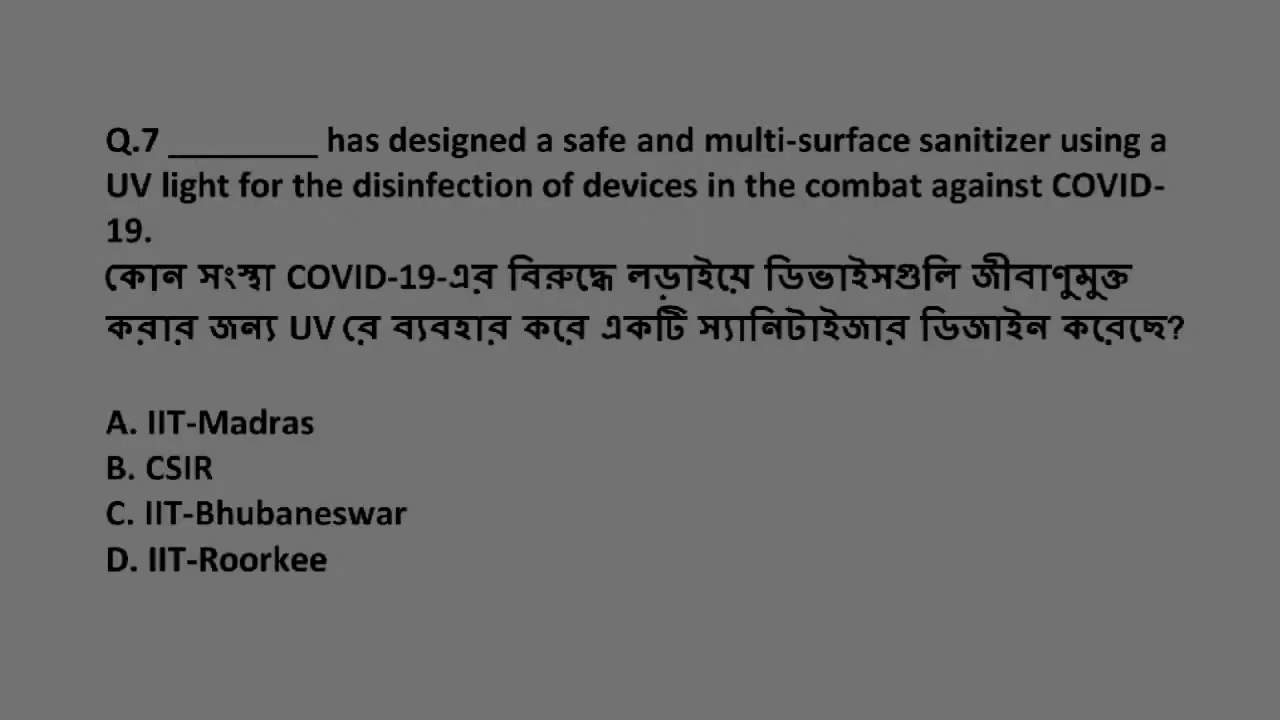 Q.7 ________ has designed a safe and multi-surface sanitizer using a
UV light for the disinfection of devices in the combat against COVID-
19.
কোন সংস্থা COVID-19-এর বিরুদ্ধে লড়াইয়ে ডিভাইসগুলি জীবাণুমুক্ত
করার জন্য UV রে ব্যবহার করে একটি স্যানিটাইজার ডিজাইন করেছে?
A. IIT-Madras
B. CSIR
C. IIT-Bhubaneswar
D. IIT-Roorkee